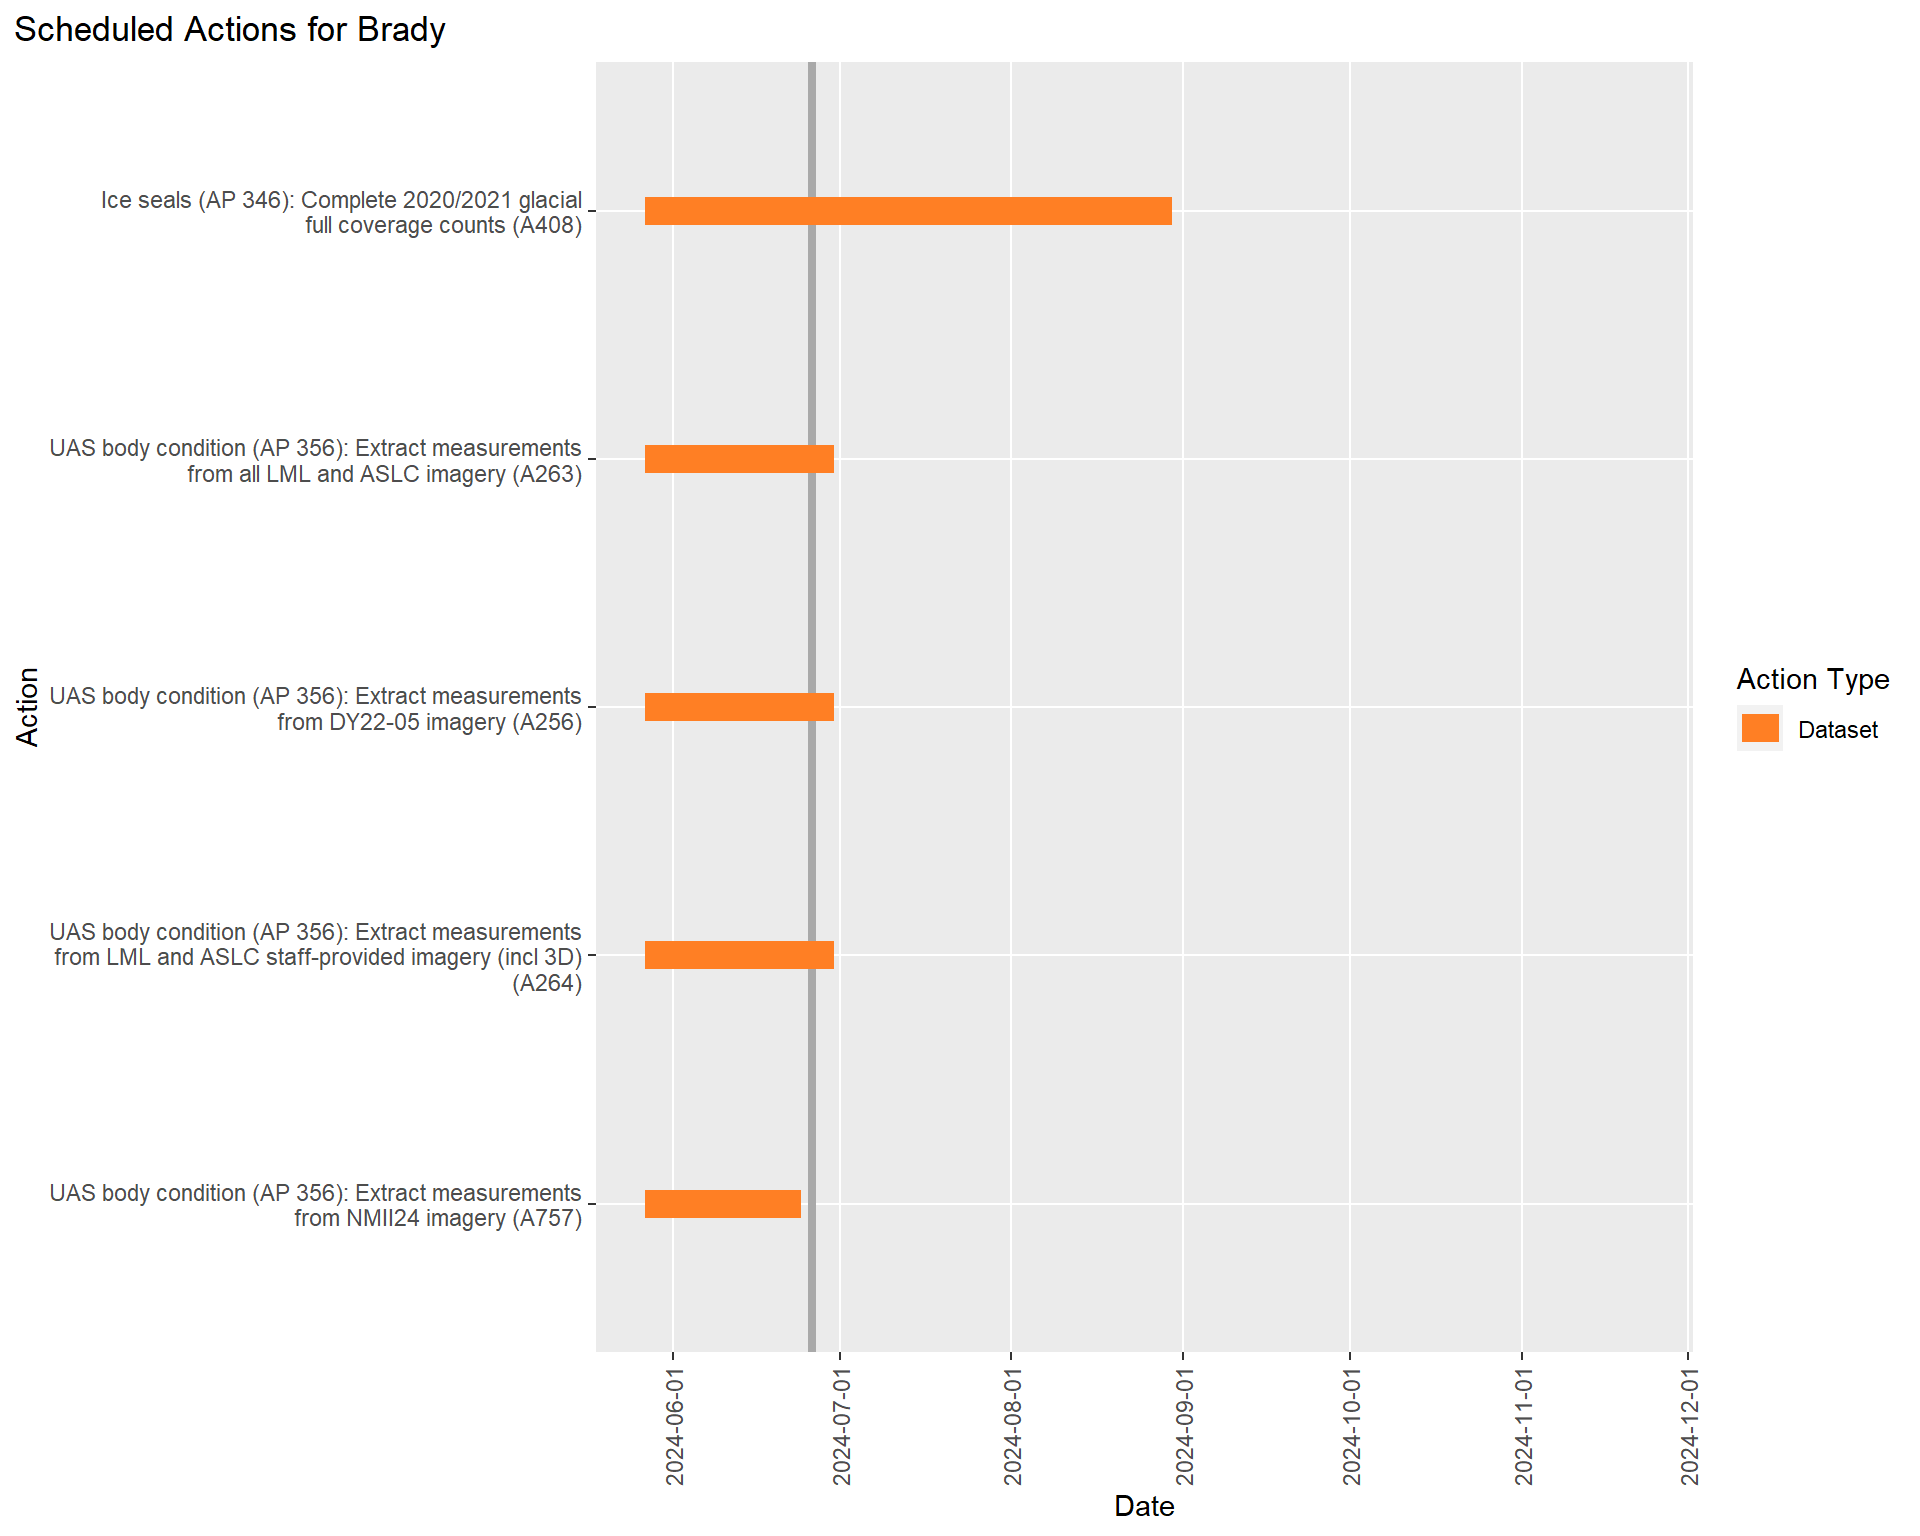 Scheduled Actions for Brady
Ice seals (AP 346): Complete 2020/2021 glacial
full coverage counts (A408)
UAS body condition (AP 356): Extract measurements
from all LML and ASLC imagery (A263)
UAS body condition (AP 356): Extract measurements
from DY22-05 imagery (A256)
UAS body condition (AP 356): Extract measurements
from LML and ASLC staff-provided imagery (incl 3D)
(A264)
UAS body condition (AP 356): Extract measurements
from NMII24 imagery (A757)
Action
2024-06-01
2024-07-01
2024-08-01
2024-09-01
2024-10-01
2024-11-01
2024-12-01
Date
Action Type
Dataset